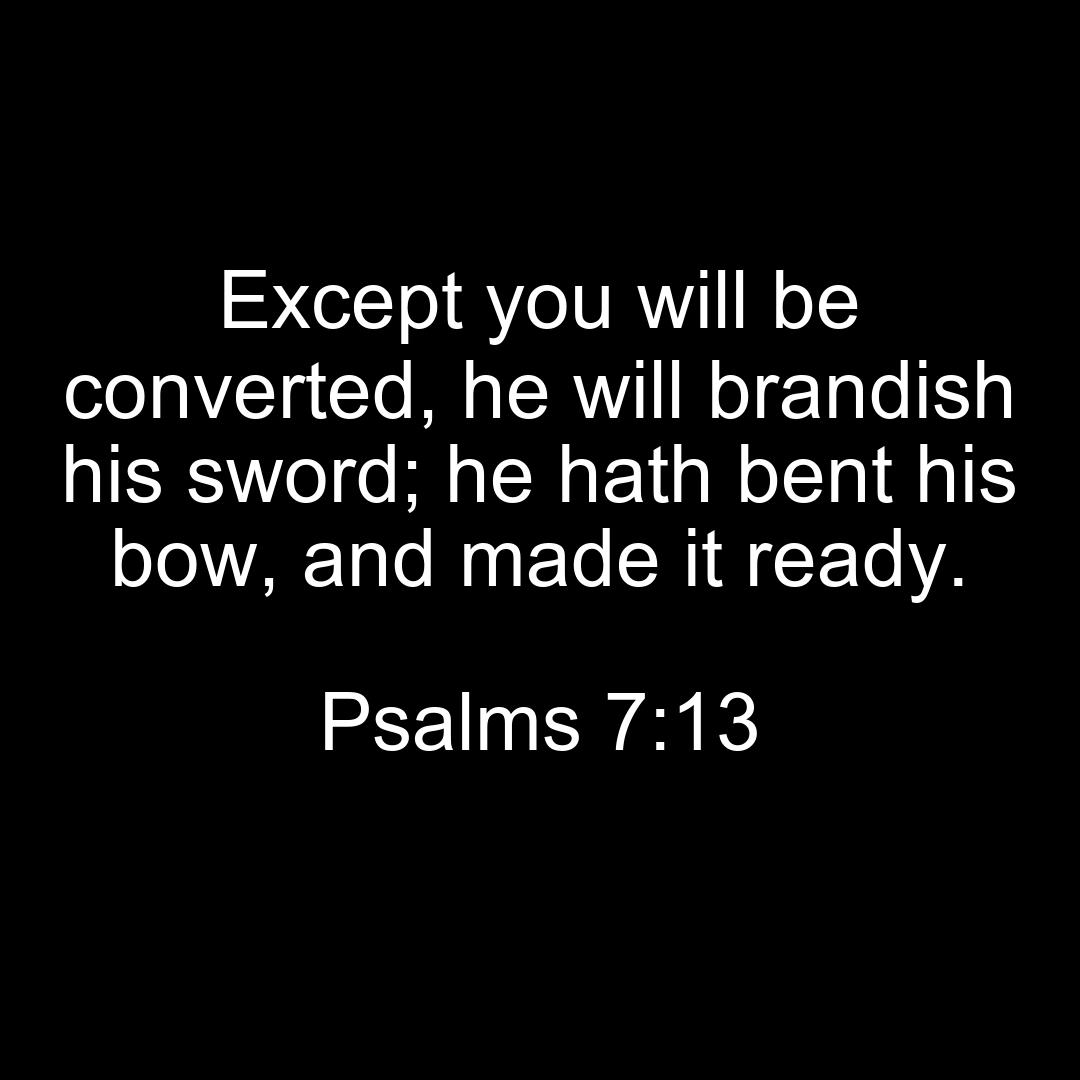 Except you will be
converted, he will brandish
his sword; he hath bent his
bow, and made it ready.
Psalms 7:13